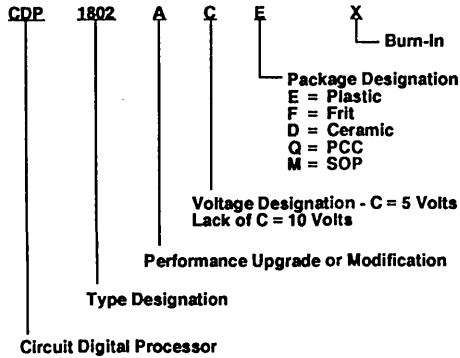 CDP 1802 A C E X
Burn-In
Package Designation
E = Plastic
F = Frit
D = Ceramic
Q = PCC
M = SOP
Voltage Designation - C = 5 Volts
Lack of C = 10 Volts
Performance Upgrade or Modification
Type Designation
Circuit Digital Processor